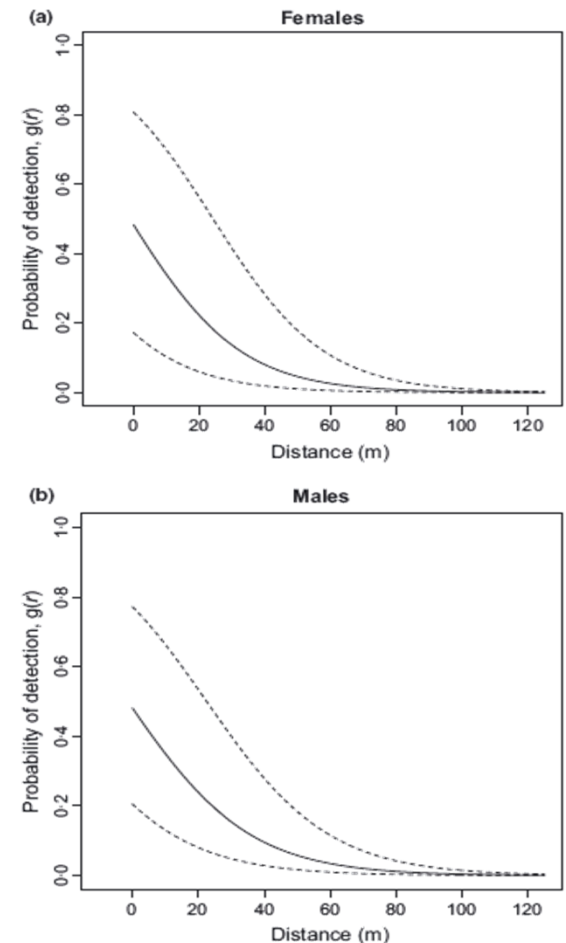 (a) Females
Probability of detection, g(r)
1·0
0·8
0·6
0·4
0·2
0·0
0 20 40 60 80 100 120
Distance (m)
(b) Males
Probability of detection, g(r)
1·0
0·8
0·6
0·4
0·2
0·0
0 20 40 60 80 100 120
Distance (m)